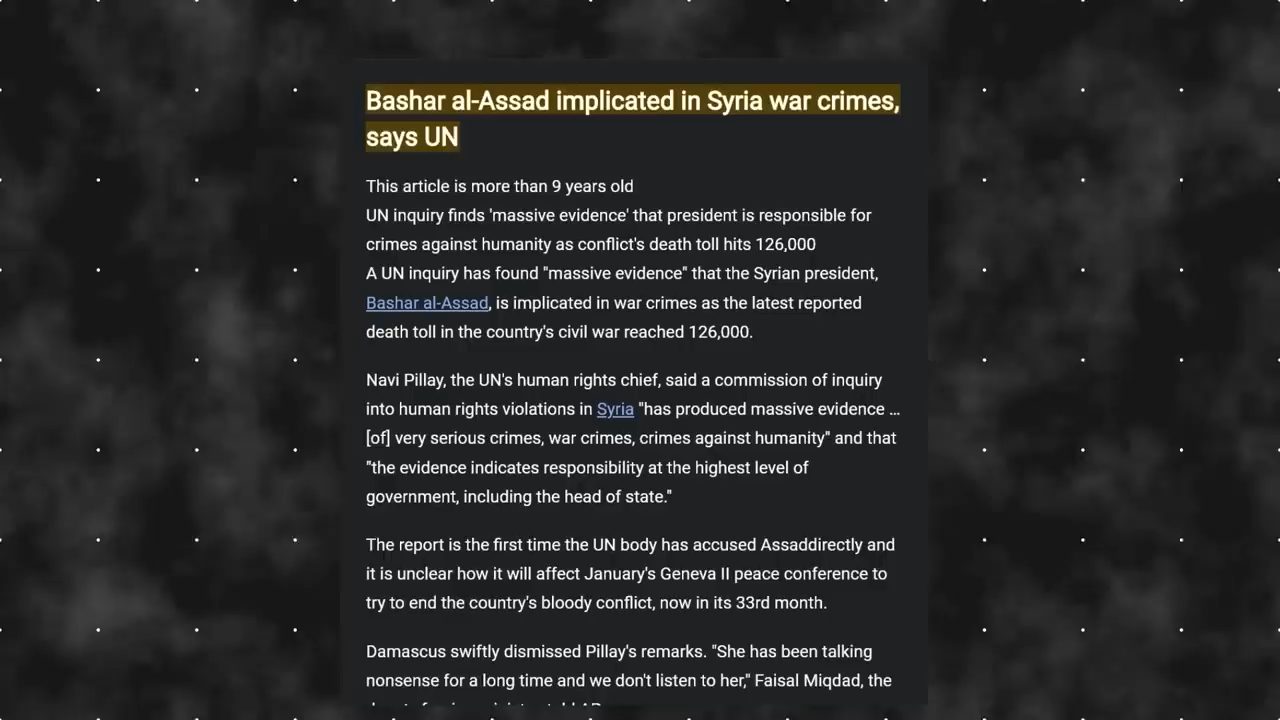 Bashar al-Assad implicated in Syria war crimes,
says UN
This article is more than 9 years old
UN inquiry finds 'massive evidence' that president is responsible for
crimes against humanity as conflict's death toll hits 126,000
A UN inquiry has found "massive evidence" that the Syrian president,
Bashar al-Assad, is implicated in war crimes as the latest reported
death toll in the country's civil war reached 126,000.
Navi Pillay, the UN's human rights chief, said a commission of inquiry
into human rights violations in Syria "has produced massive evidence ...
[of] very serious crimes, war crimes, crimes against humanity" and that
"the evidence indicates responsibility at the highest level of
government, including the head of state."
The report is the first time the UN body has accused Assaddirectly and
it is unclear how it will affect January's Geneva II peace conference to
try to end the country's bloody conflict, now in its 33rd month.
Damascus swiftly dismissed Pillay's remarks. "She has been talking
nonsense for a long time and we don't listen to her," Faisal Miqdad, the